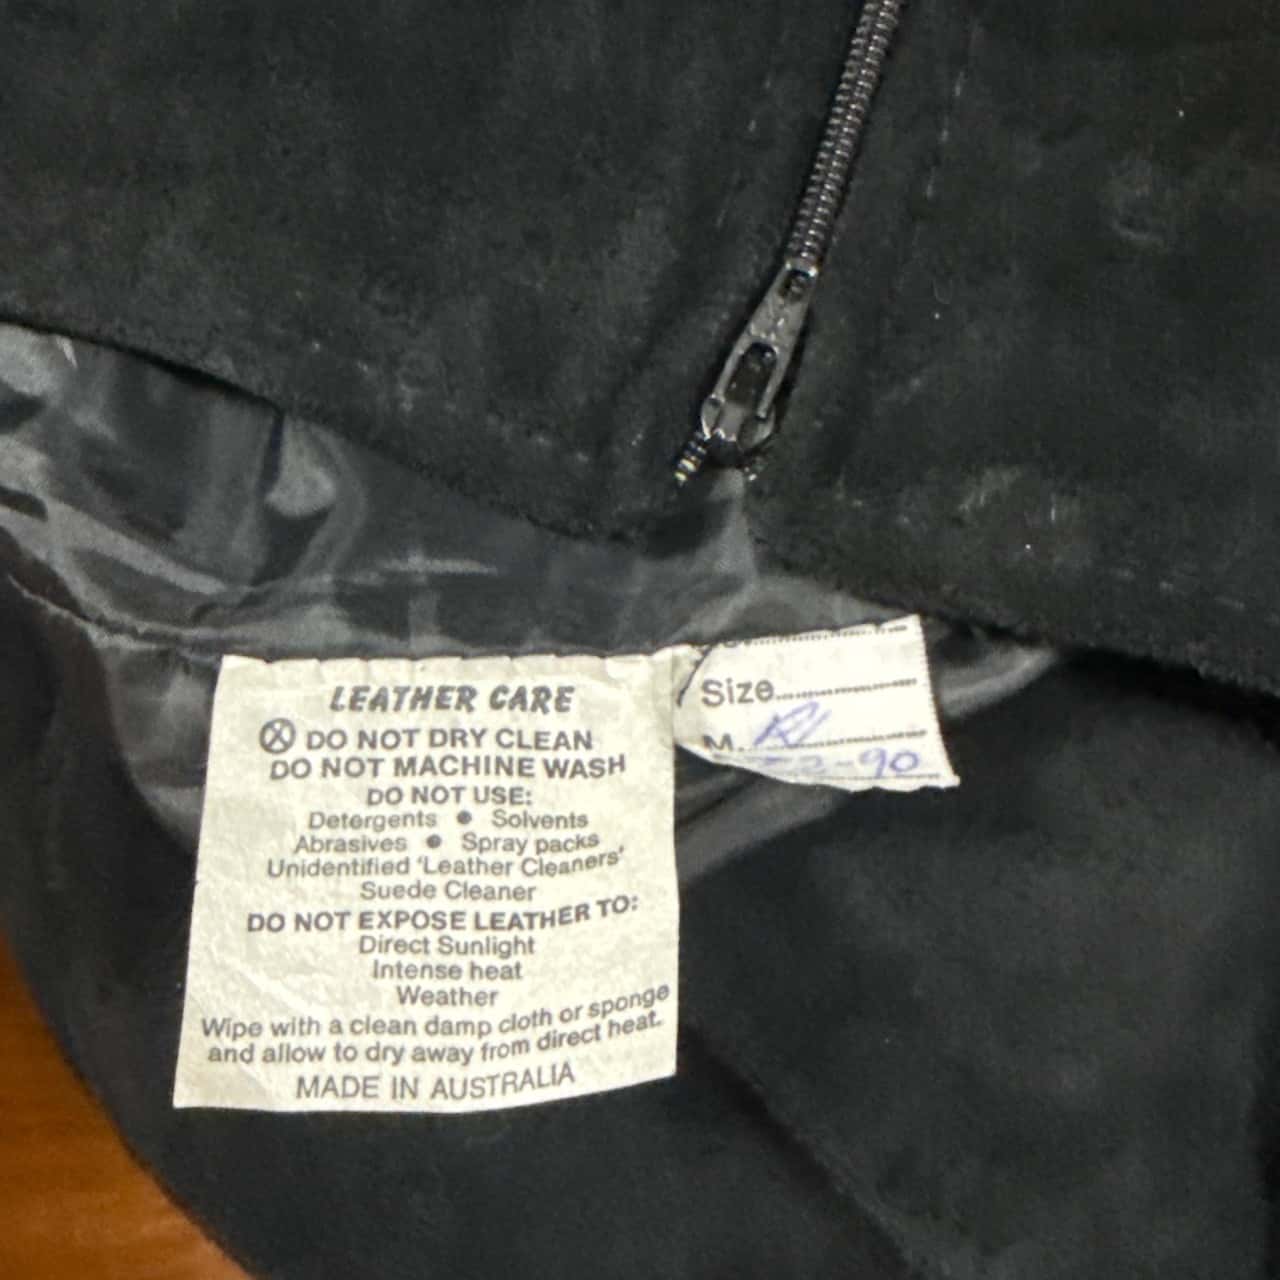 LEATHER CARE
DO NOT DRY CLEAN
DO NOT MACHINE WASH
DO NOT USE:
Detergents ● Solvents
Abrasives ● Spray packs
Unidentified 'Leather Cleaners'
Suede Cleaner
DO NOT EXPOSE LEATHER TO:
Direct Sunlight
Intense heat
Weather
Wipe with a clean damp cloth or sponge
and allow to dry away from direct heat.
MADE IN AUSTRALIA
Size
M.
-90